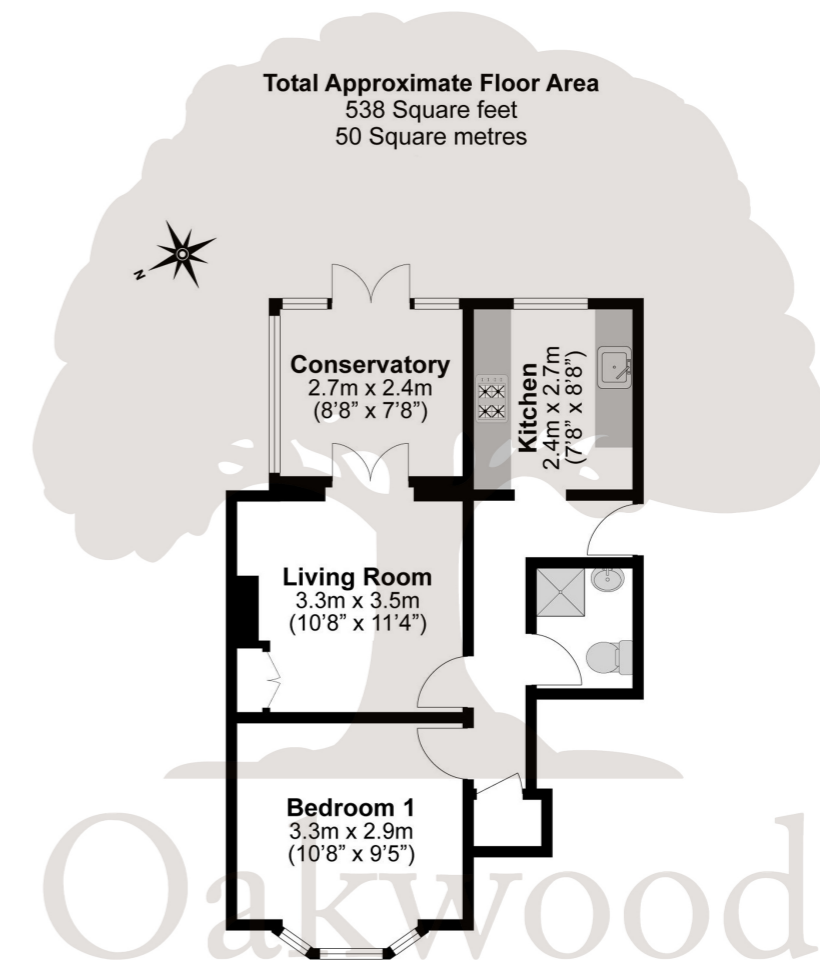 Total Approximate Floor Area
538 Square feet
50 Square metres
N
Conservatory
2.7m x 2.4m
(8’8” x 7’8”)
Kitchen
2.4m x 2.7m
(7’8” x 8’8”)
Living Room
3.3m x 3.5m
(10’8” x 11’4”)
Bedroom 1
3.3m x 2.9m
(10’8” x 9’5”)
Oakwood